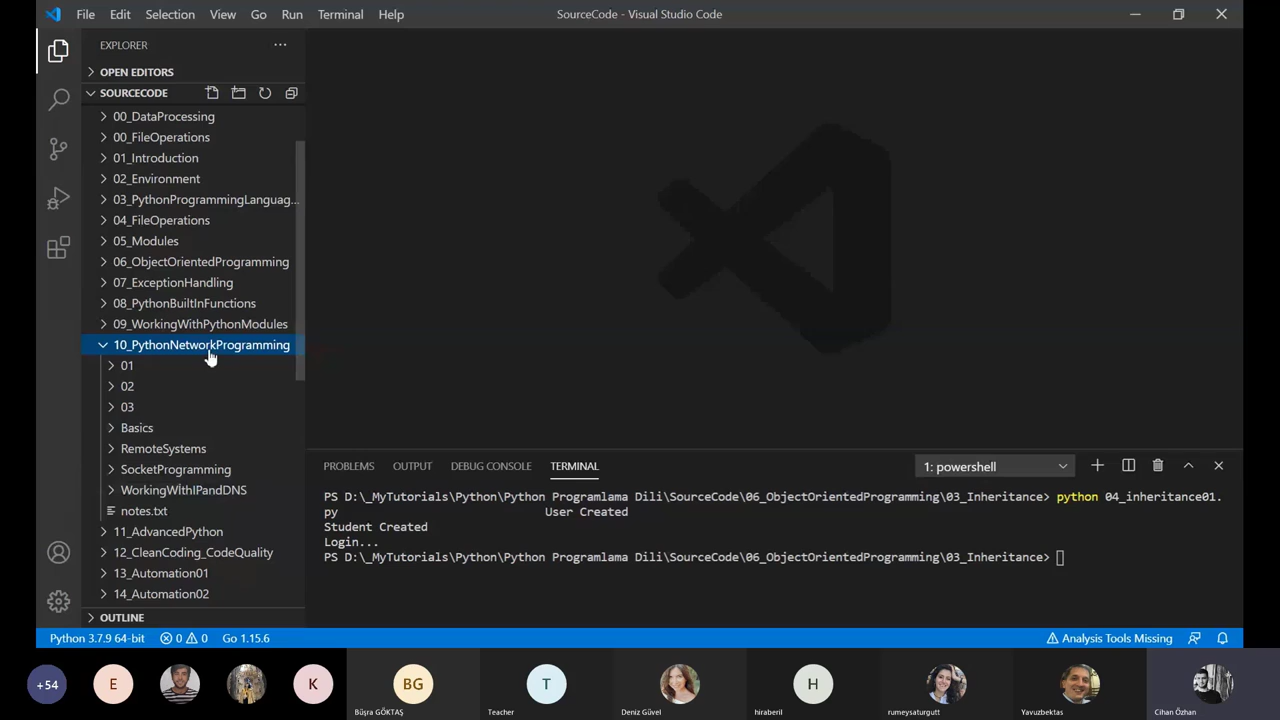 File Edit Selection View Go Run Terminal Help
SourceCode - Visual Studio Code
EXPLORER
OPEN EDITORS
SOURCECODE
00_DataProcessing
00_FileOperations
01_Introduction
02_Environment
03_PythonProgrammingLanguag...
04_FileOperations
05_Modules
06_ObjectOrientedProgramming
07_ExceptionHandling
08_PythonBuiltInFunctions
09_WorkingWithPythonModules
10_PythonNetworkProgramming
01
02
03
Basics
RemoteSystems
SocketProgramming
WorkingWİthIPandDNS
notes.txt
11_AdvancedPython
12_CleanCoding_CodeQuality
13_Automation01
14_Automation02
OUTLINE
PROBLEMS OUTPUT DEBUG CONSOLE TERMINAL
1: powershell
PS D:\_MyTutorials\Python\Python Programlama Dili\SourceCode\06_ObjectOrientedProgramming\03_Inheritance> python 04_inheritance01.
py User Created
Student Created
Login...
PS D:\_MyTutorials\Python\Python Programlama Dili\SourceCode\06_ObjectOrientedProgramming\03_Inheritance>
Python 3.7.9 64-bit 0 0 Go 1.15.6 Analysis Tools Missing
+54 E K BG T H
Büşra GÖKTAŞ Teacher Deniz Güvel hiraberil rumeysaturgutt Yavuzbektas Cihan Özhan